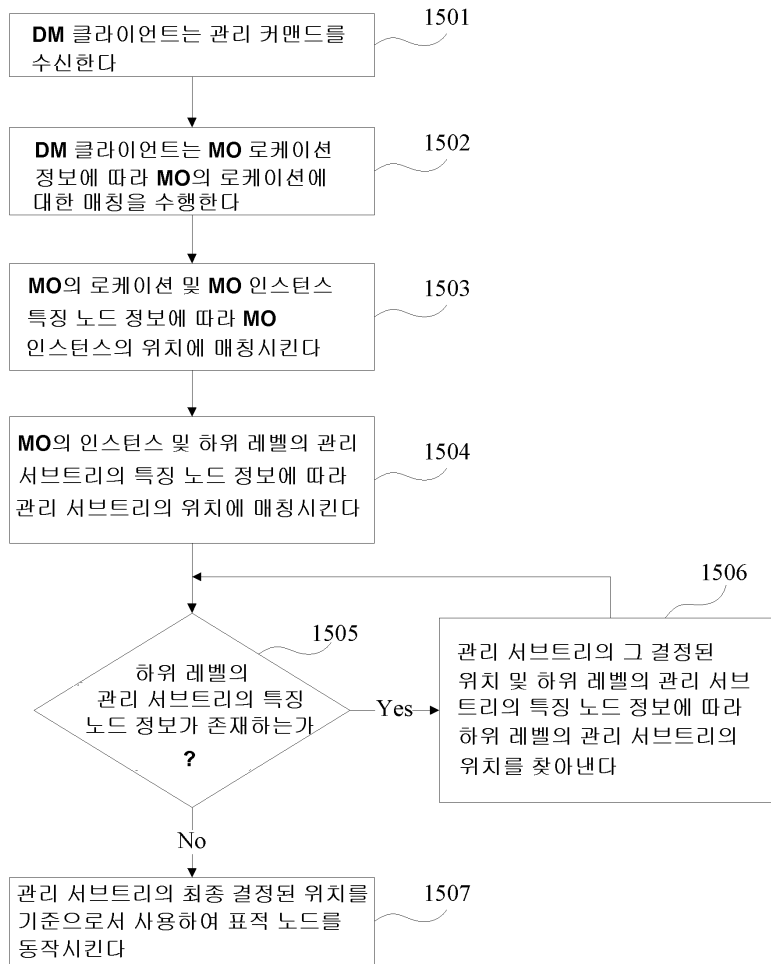 1501
DM 클라이언트는 관리 커맨드를
수신한다
1502
DM 클라이언트는 MO 로케이션
정보에 따라 MO의 로케이션에
대한 매칭을 수행한다
1503
MO의 로케이션 및 MO 인스턴스
특징 노드 정보에 따라 MO
인스턴스의 위치에 매칭시킨다
1504
MO의 인스턴스 및 하위 레벨의 관리
서브트리의 특징 노드 정보에 따라
관리 서브트리의 위치에 매칭시킨다
1505
하위 레벨의
관리 서브트리의 특징
노드 정보가 존재하는가
?
Yes
1506
관리 서브트리의 그 결정된
위치 및 하위 레벨의 관리 서브
트리의 특징 노드 정보에 따라
하위 레벨의 관리 서브트리의
위치를 찾아낸다
No
1507
관리 서브트리의 최종 결정된 위치를
기준으로서 사용하여 표적 노드를
동작시킨다